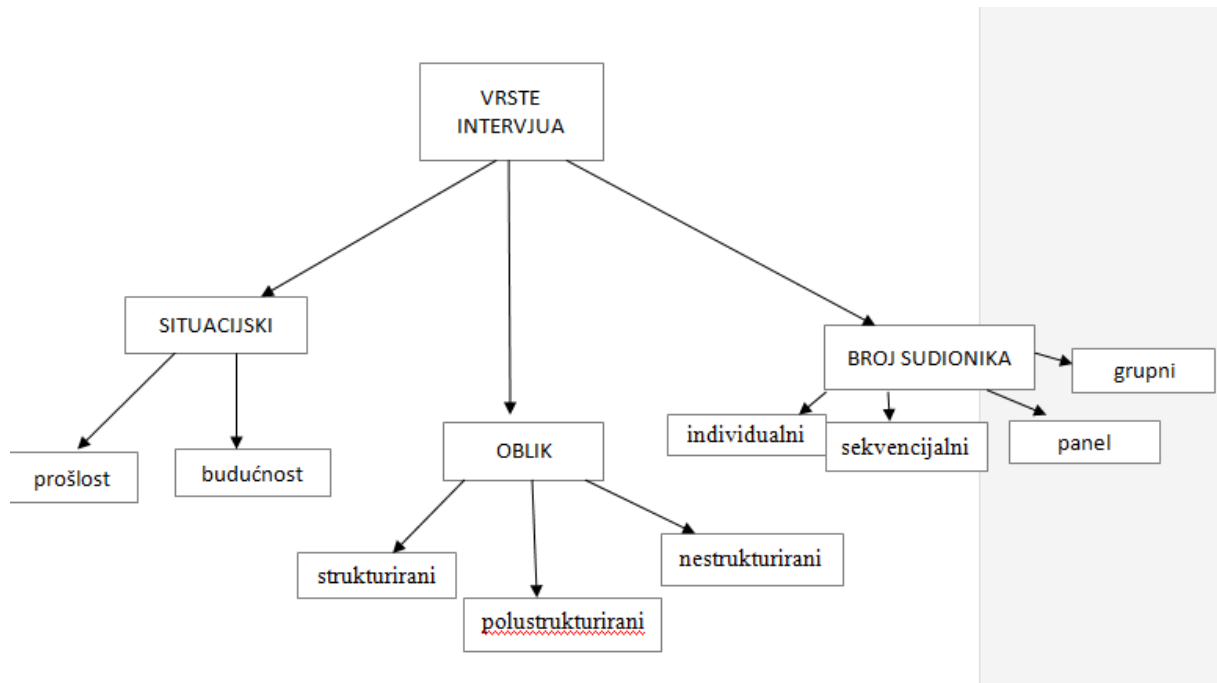 VRSTE
INTERVJUA
SITUACIJSKI
BROJ SUDIONIKA
grupni
individualni
sekvencijalni
panel
OBLIK
prošlost
budućnost
strukturirani
polustrukturirani
nestrukturirani